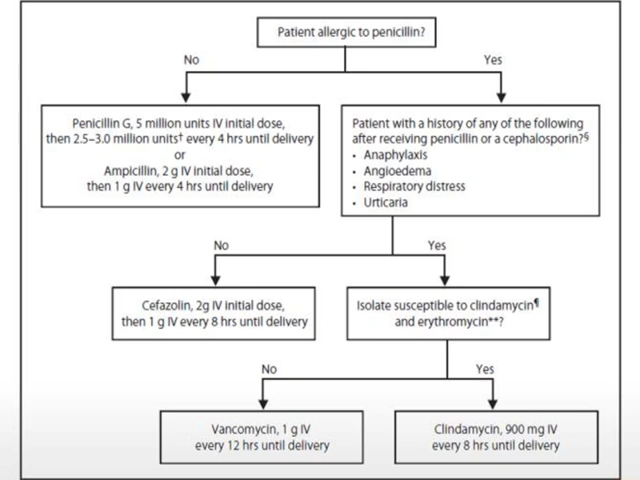 Patient allergic to penicillin?
No
Yes
Penicillin G, 5 million units IV initial dose,
then 2.5–3.0 million units† every 4 hrs until delivery
or
Ampicillin, 2 g IV initial dose,
then 1 g IV every 4 hrs until delivery
Patient with a history of any of the following
after receiving penicillin or a cephalosporin?§
• Anaphylaxis
• Angioedema
• Respiratory distress
• Urticaria
No
Yes
Cefazolin, 2g IV initial dose,
then 1 g IV every 8 hrs until delivery
Isolate susceptible to clindamycin¶
and erythromycin**?
No
Yes
Vancomycin, 1 g IV
every 12 hrs until delivery
Clindamycin, 900 mg IV
every 8 hrs until delivery